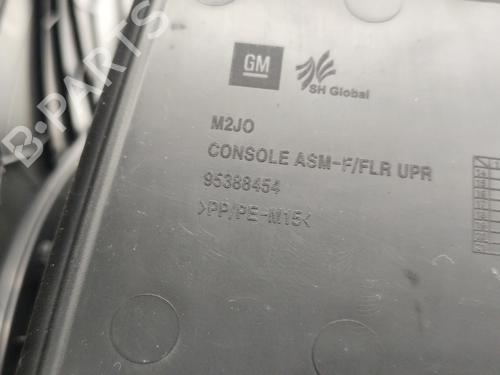 B-PARTS
GM
SH Global
M2JO
CONSOLE ASM-F/FLR UPR
95388454
>PP/PE-M15<